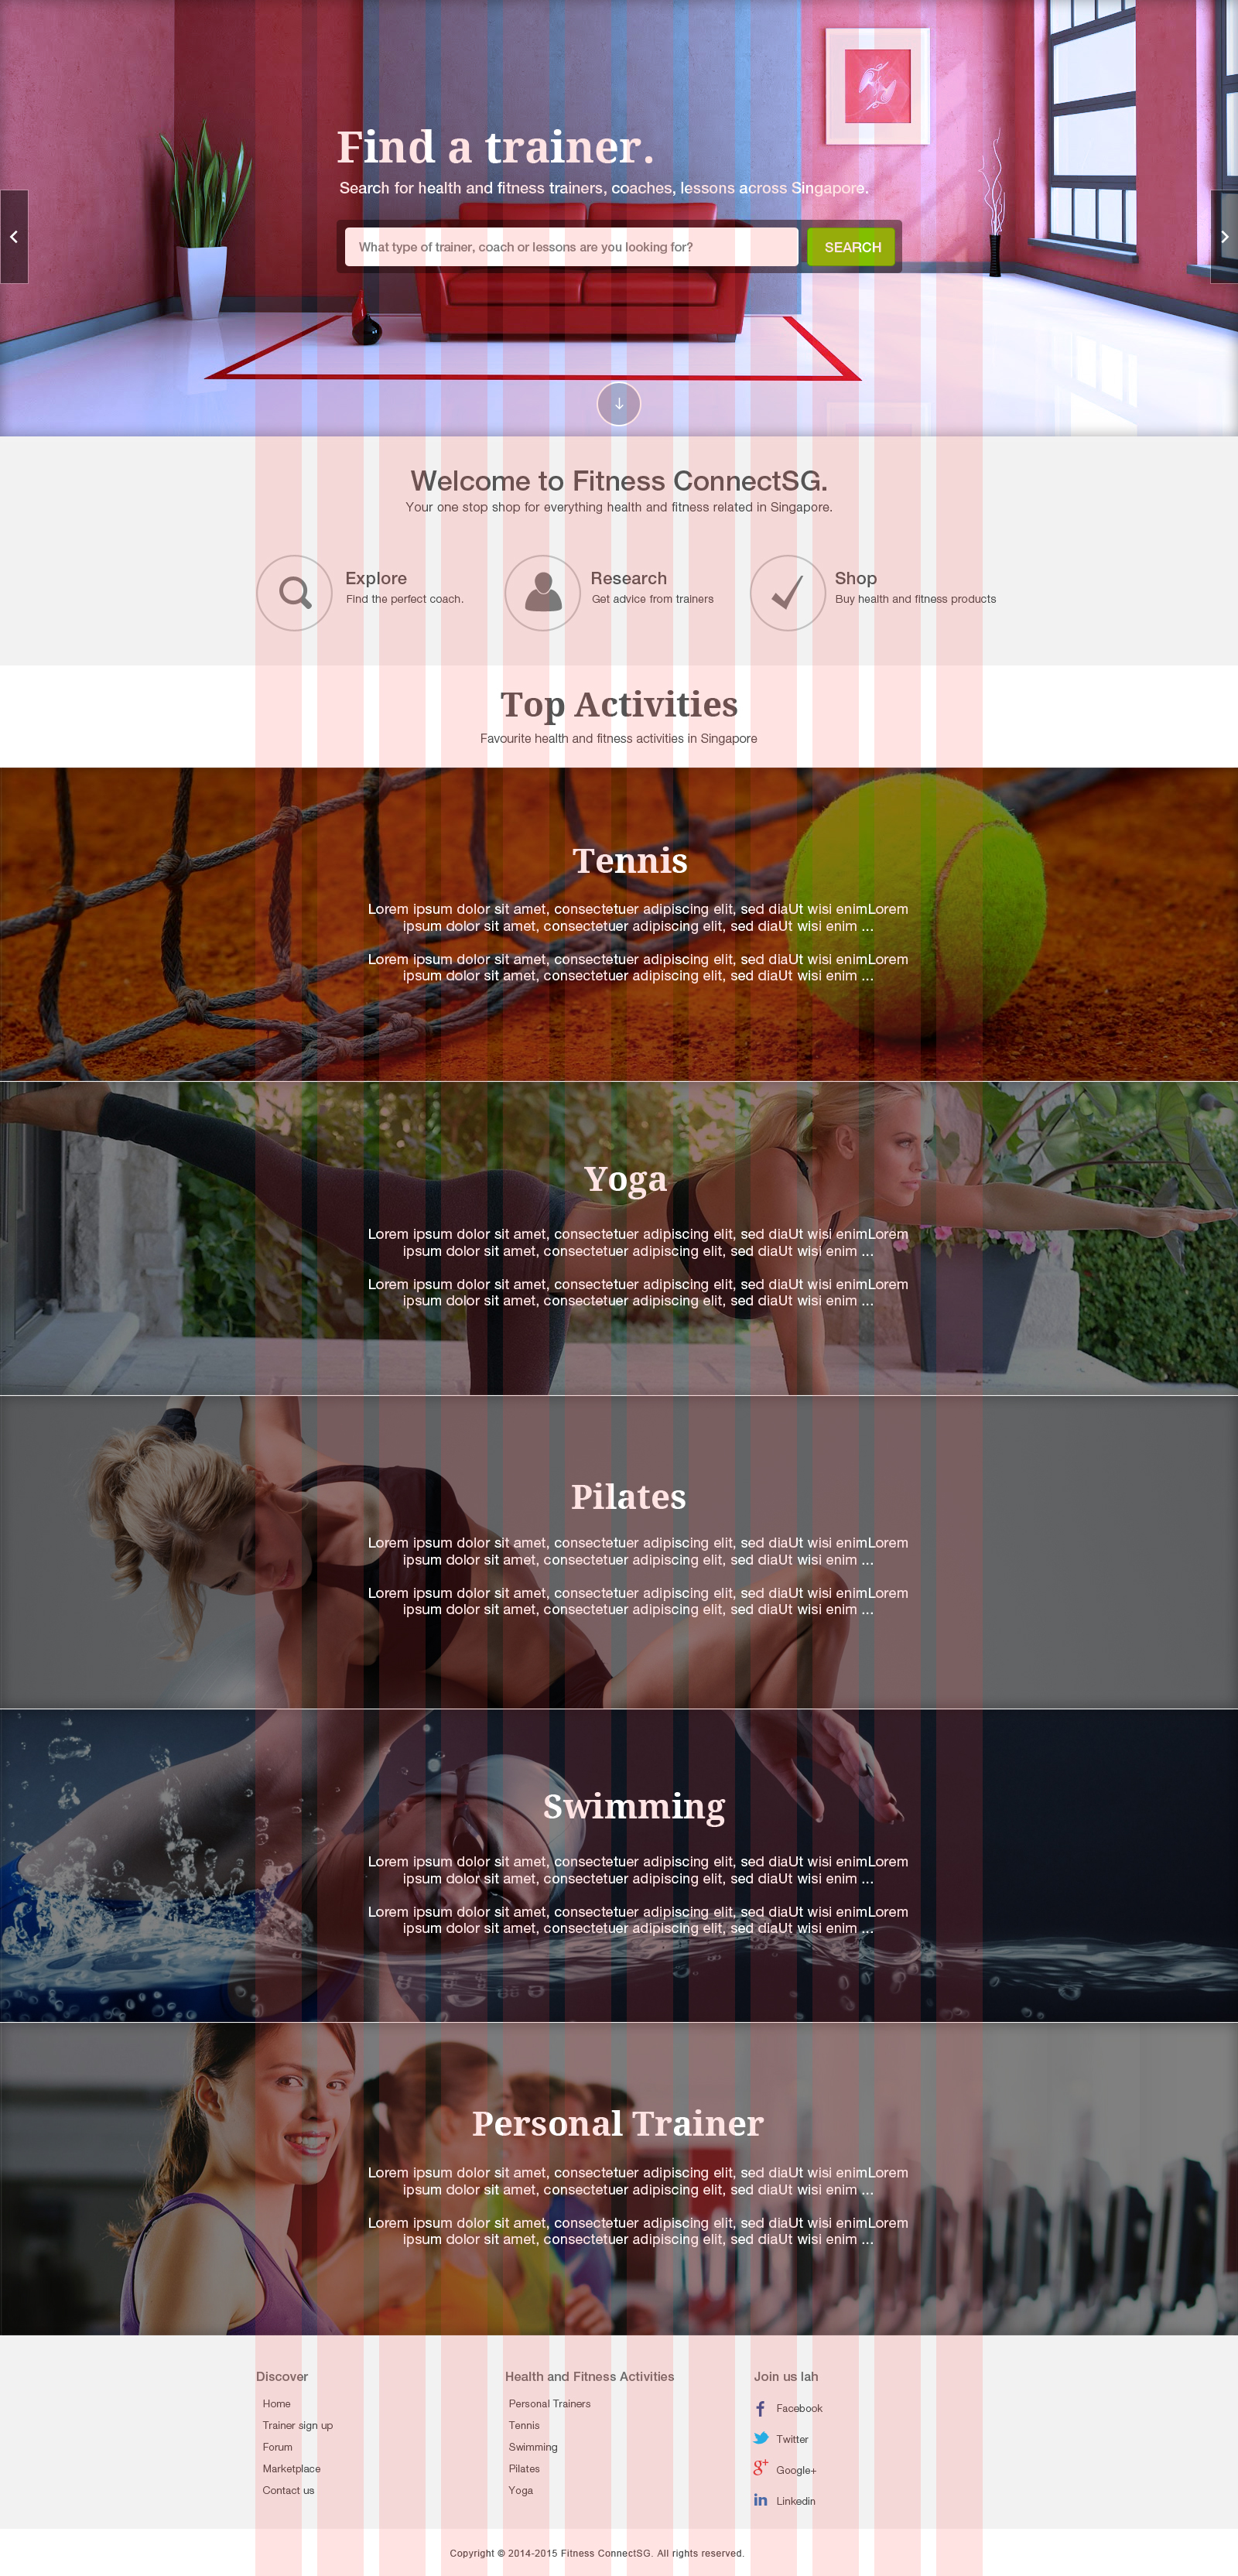 Find a trainer.
Search for health and fitness trainers, coaches, lessons across Singapore.
What type of trainer, coach or lessons are you looking for?
SEARCH
Welcome to Fitness ConnectSG.
Your one stop shop for everything health and fitness related in Singapore.
Explore
Find the perfect coach.
Research
Get advice from trainers
Shop
Buy health and fitness products
Top Activities
Favourite health and fitness activities in Singapore
Tennis
Lorem ipsum dolor sit amet, consectetuer adipiscing elit, sed diaUt wisi enimLorem
ipsum dolor sit amet, consectetuer adipiscing elit, sed diaUt wisi enim ...
Lorem ipsum dolor sit amet, consectetuer adipiscing elit, sed diaUt wisi enimLorem
ipsum dolor sit amet, consectetuer adipiscing elit, sed diaUt wisi enim ...
Yoga
Lorem ipsum dolor sit amet, consectetuer adipiscing elit, sed diaUt wisi enimLorem
ipsum dolor sit amet, consectetuer adipiscing elit, sed diaUt wisi enim ...
Lorem ipsum dolor sit amet, consectetuer adipiscing elit, sed diaUt wisi enimLorem
ipsum dolor sit amet, consectetuer adipiscing elit, sed diaUt wisi enim ...
Pilates
Lorem ipsum dolor sit amet, consectetuer adipiscing elit, sed diaUt wisi enimLorem
ipsum dolor sit amet, consectetuer adipiscing elit, sed diaUt wisi enim ...
Lorem ipsum dolor sit amet, consectetuer adipiscing elit, sed diaUt wisi enimLorem
ipsum dolor sit amet, consectetuer adipiscing elit, sed diaUt wisi enim ...
Swimming
Lorem ipsum dolor sit amet, consectetuer adipiscing elit, sed diaUt wisi enimLorem
ipsum dolor sit amet, consectetuer adipiscing elit, sed diaUt wisi enim ...
Lorem ipsum dolor sit amet, consectetuer adipiscing elit, sed diaUt wisi enimLorem
ipsum dolor sit amet, consectetuer adipiscing elit, sed diaUt wisi enim ...
Personal Trainer
Lorem ipsum dolor sit amet, consectetuer adipiscing elit, sed diaUt wisi enimLorem
ipsum dolor sit amet, consectetuer adipiscing elit, sed diaUt wisi enim ...
Lorem ipsum dolor sit amet, consectetuer adipiscing elit, sed diaUt wisi enimLorem
ipsum dolor sit amet, consectetuer adipiscing elit, sed diaUt wisi enim ...
Discover
Home
Trainer sign up
Forum
Marketplace
Contact us
Health and Fitness Activities
Personal Trainers
Tennis
Swimming
Pilates
Yoga
Join us lah
Facebook
Twitter
Google+
Linkedin
Copyright © 2014-2015 Fitness ConnectSG. All rights reserved.